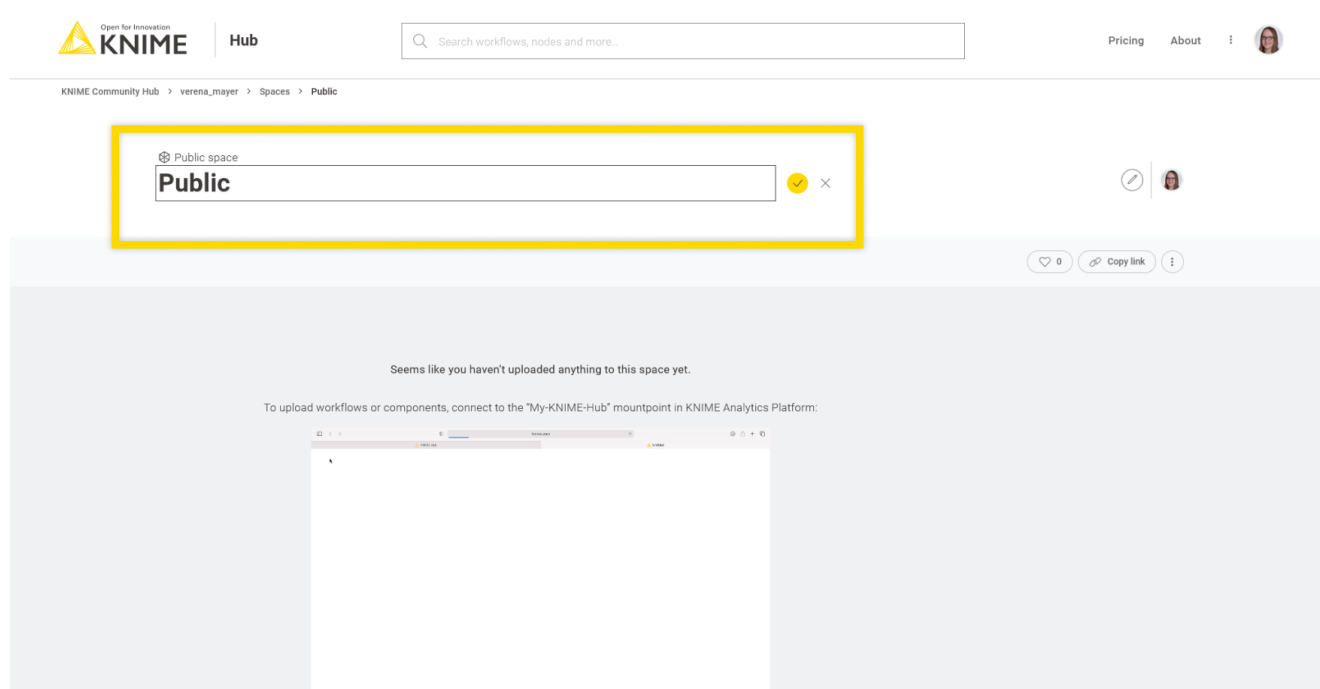 Open for Innovation
KNIME
Hub
Search workflows, nodes and more...
Pricing
About
KNIME Community Hub > verena_mayer > Spaces > Public
Public space
Public
0
Copy link
Seems like you haven't uploaded anything to this space yet.
To upload workflows or components, connect to the "My-KNIME-Hub" mountpoint in KNIME Analytics Platform: